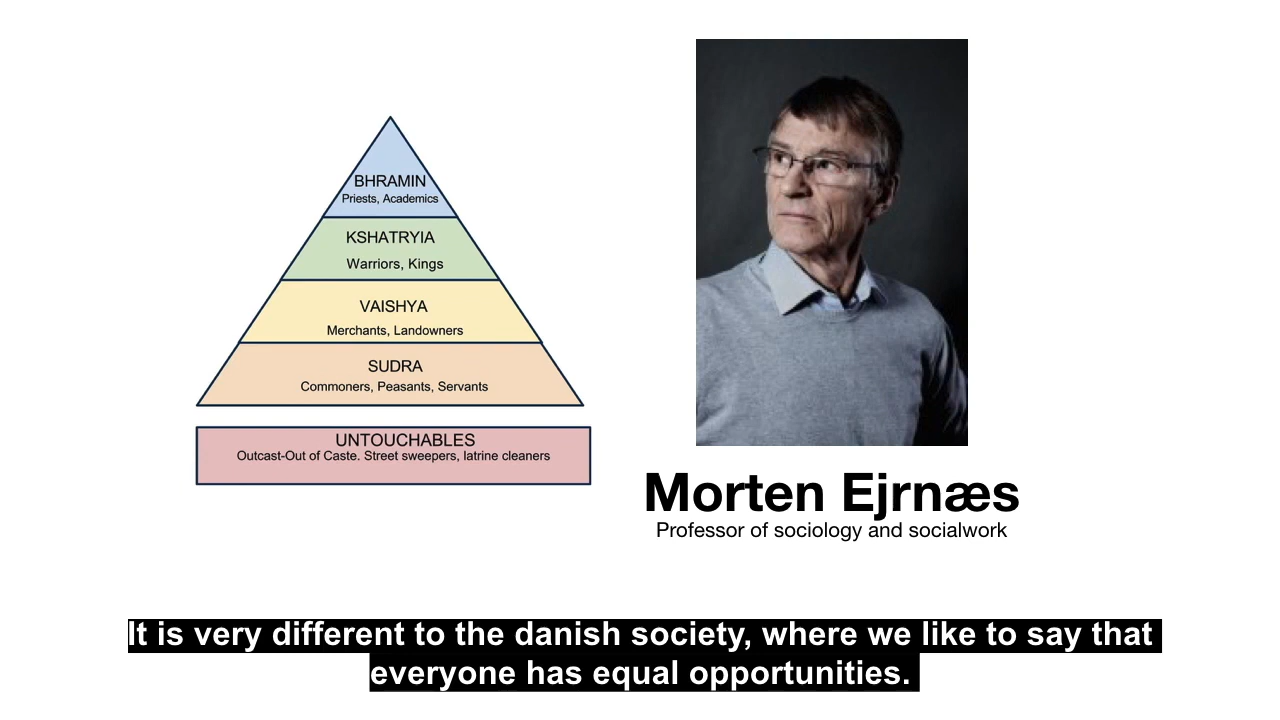 BHRAMIN
Priests, Academics
KSHATRYIA
Warriors, Kings
VAISHYA
Merchants, Landowners
SUDRA
Commoners, Peasants, Servants
UNTOUCHABLES
Outcast-Out of Caste. Street sweepers, latrine cleaners
Morten Ejrnæs
Professor of sociology and socialwork
It is very different to the danish society, where we like to say that
everyone has equal opportunities.